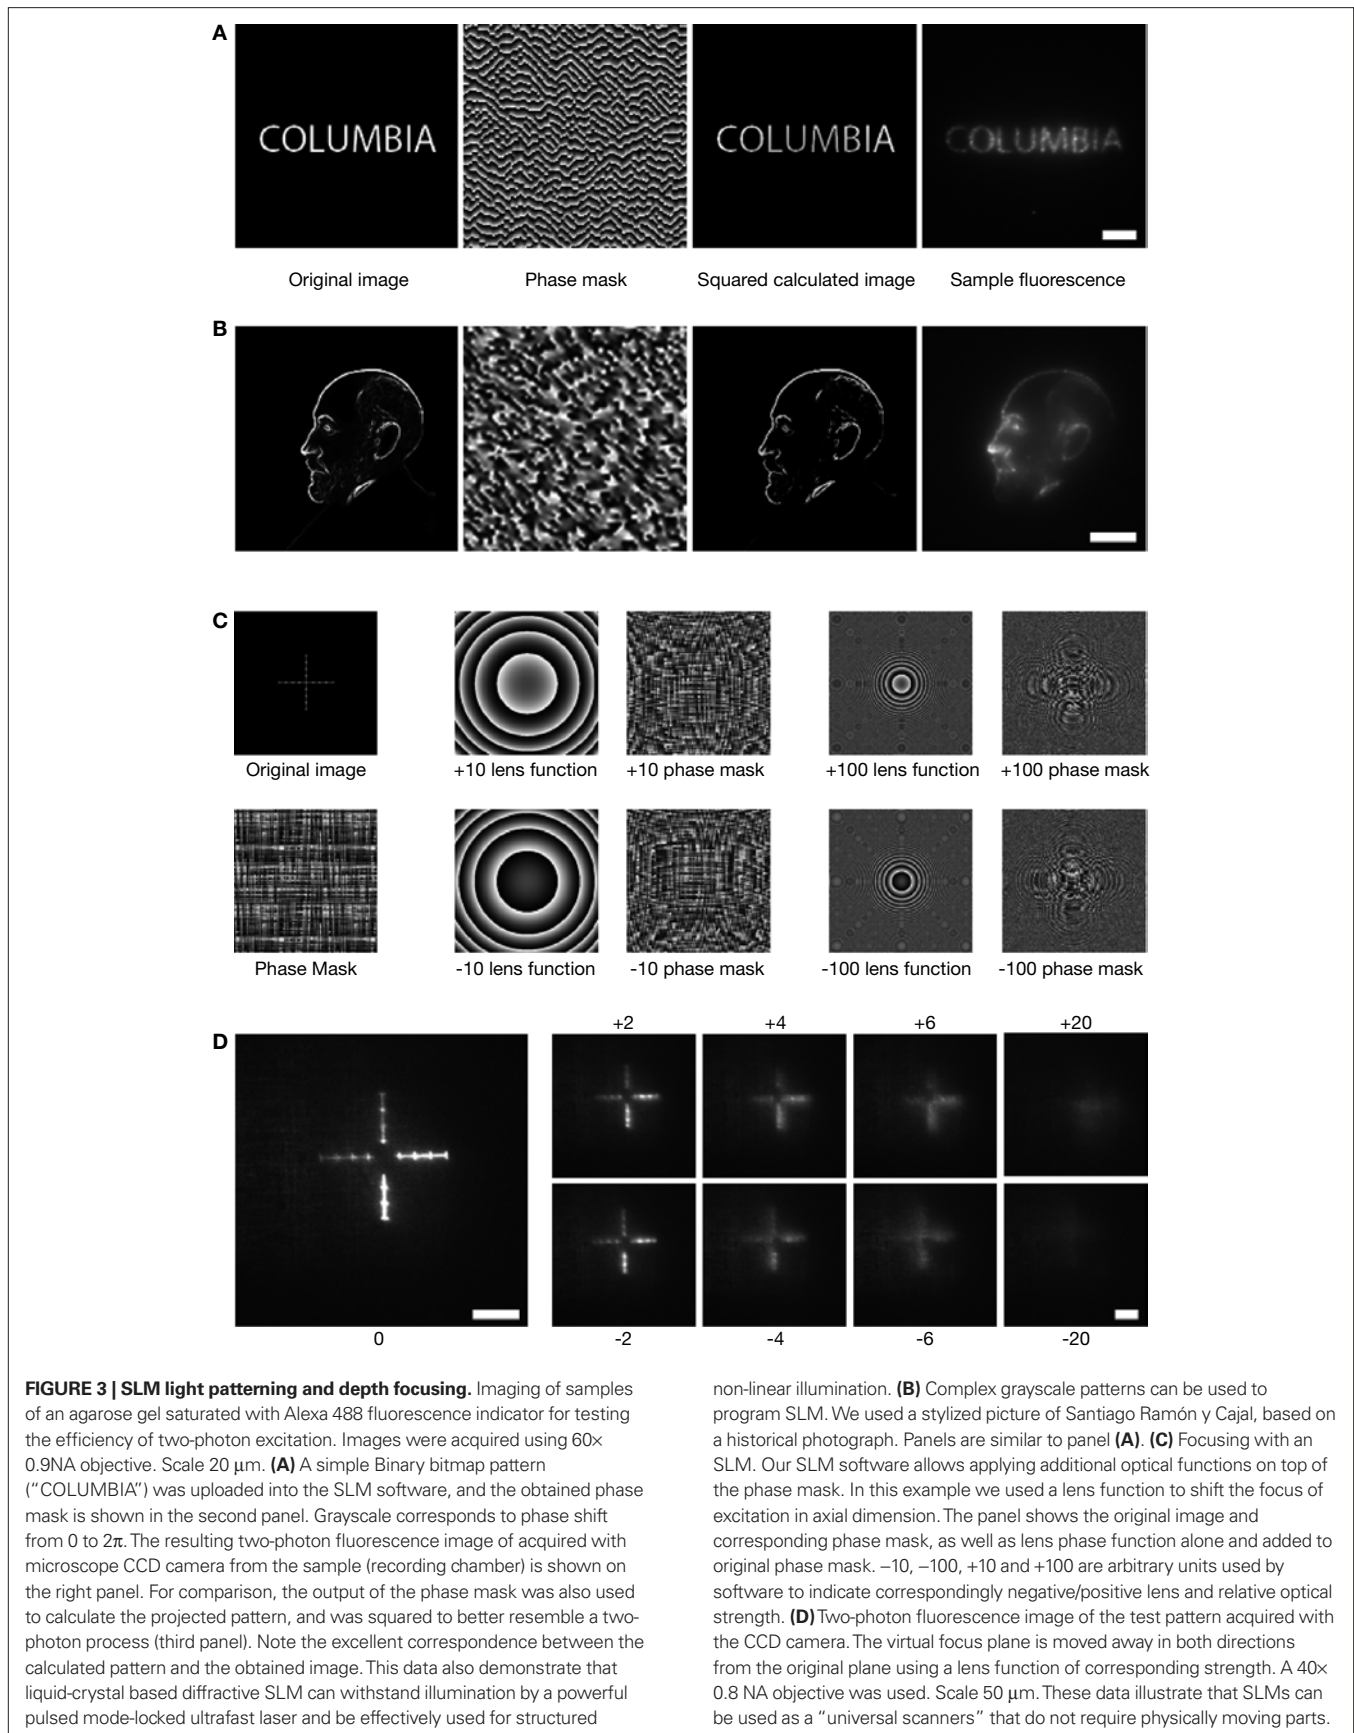 A
COLUMBIA
COLUMBIA
COLUMBIA
Original image
Phase mask
Squared calculated image
Sample fluorescence
B
C
Original image
+10 lens function
+10 phase mask
+100 lens function
+100 phase mask
Phase Mask
-10 lens function
-10 phase mask
-100 lens function
-100 phase mask
D
+2
+4
+6
+20
0
-2
-4
-6
-20
FIGURE 3 | SLM light patterning and depth focusing. Imaging of samples
of an agarose gel saturated with Alexa 488 fluorescence indicator for testing
the efficiency of two-photon excitation. Images were acquired using 60×
0.9NA objective. Scale 20 μm. (A) A simple Binary bitmap pattern
(“COLUMBIA”) was uploaded into the SLM software, and the obtained phase
mask is shown in the second panel. Grayscale corresponds to phase shift
from 0 to 2π. The resulting two-photon fluorescence image of acquired with
microscope CCD camera from the sample (recording chamber) is shown on
the right panel. For comparison, the output of the phase mask was also used
to calculate the projected pattern, and was squared to better resemble a two-
photon process (third panel). Note the excellent correspondence between the
calculated pattern and the obtained image. This data also demonstrate that
liquid-crystal based diffractive SLM can withstand illumination by a powerful
pulsed mode-locked ultrafast laser and be effectively used for structured
non-linear illumination. (B) Complex grayscale patterns can be used to
program SLM. We used a stylized picture of Santiago Ramón y Cajal, based on
a historical photograph. Panels are similar to panel (A). (C) Focusing with an
SLM. Our SLM software allows applying additional optical functions on top of
the phase mask. In this example we used a lens function to shift the focus of
excitation in axial dimension. The panel shows the original image and
corresponding phase mask, as well as lens phase function alone and added to
original phase mask. –10, –100, +10 and +100 are arbitrary units used by
software to indicate correspondingly negative/positive lens and relative optical
strength. (D) Two-photon fluorescence image of the test pattern acquired with
the CCD camera. The virtual focus plane is moved away in both directions
from the original plane using a lens function of corresponding strength. A 40×
0.8 NA objective was used. Scale 50 μm. These data illustrate that SLMs can
be used as a “universal scanners” that do not require physically moving parts.